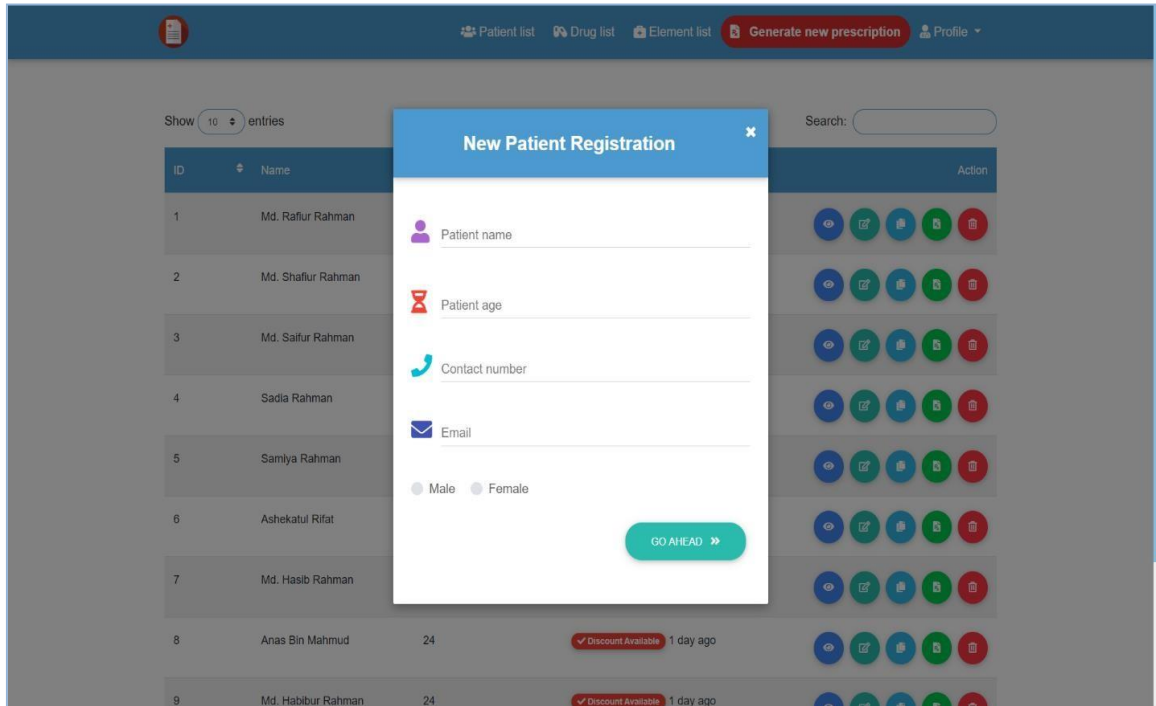 Patient list Drug list Element list Generate new prescription Profile
Show 10 entries Search:
New Patient Registration
ID Name Action
1 Md. Rafiur Rahman
Patient name
2 Md. Shafiur Rahman
Patient age
3 Md. Saifur Rahman
Contact number
4 Sadia Rahman
Email
5 Samiya Rahman
Male Female
6 Ashekatul Rifat
GO AHEAD
7 Md. Hasib Rahman
8 Anas Bin Mahmud 24 Discount Available 1 day ago
9 Md. Habibur Rahman 24 Discount Available 1 day ago